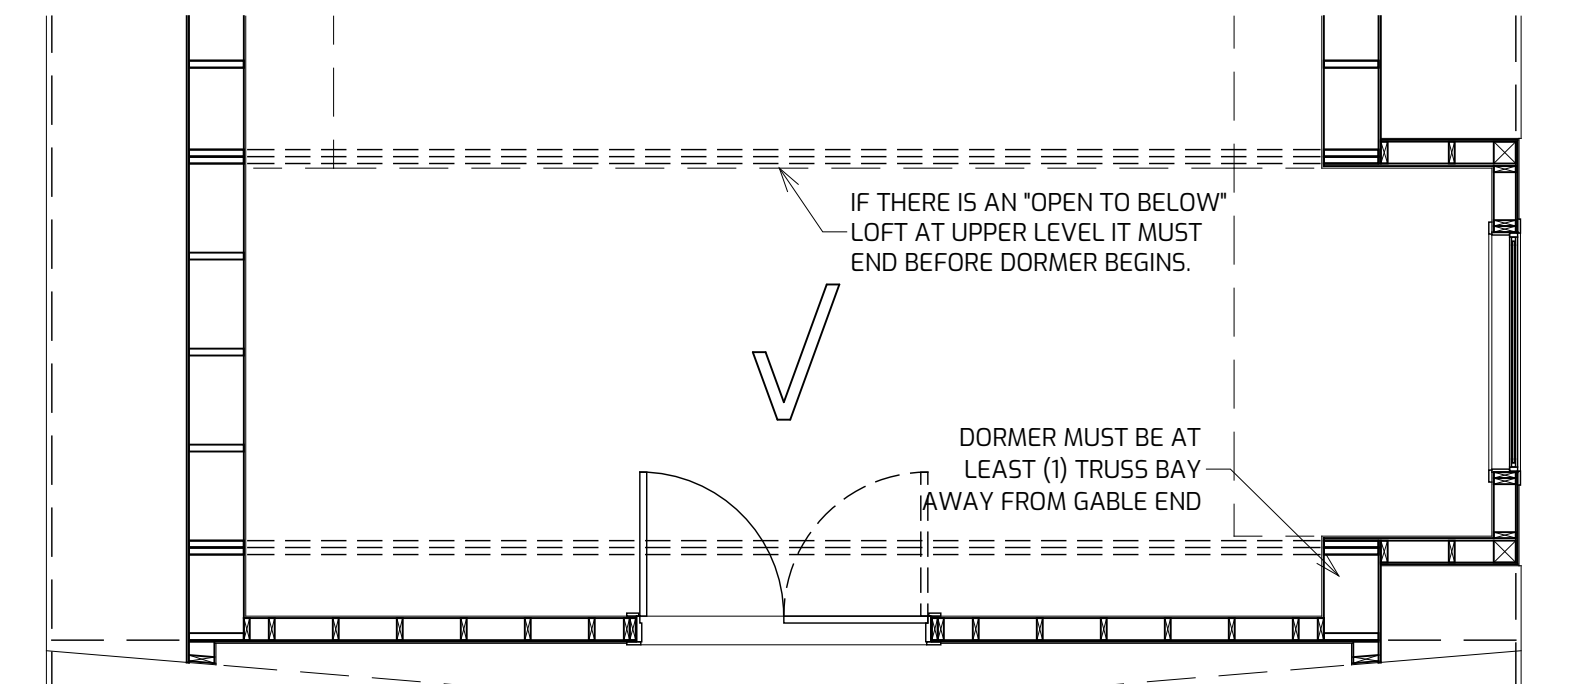 IF THERE IS AN "OPEN TO BELOW"
LOFT AT UPPER LEVEL IT MUST
END BEFORE DORMER BEGINS.
DORMER MUST BE AT
LEAST (1) TRUSS BAY
AWAY FROM GABLE END